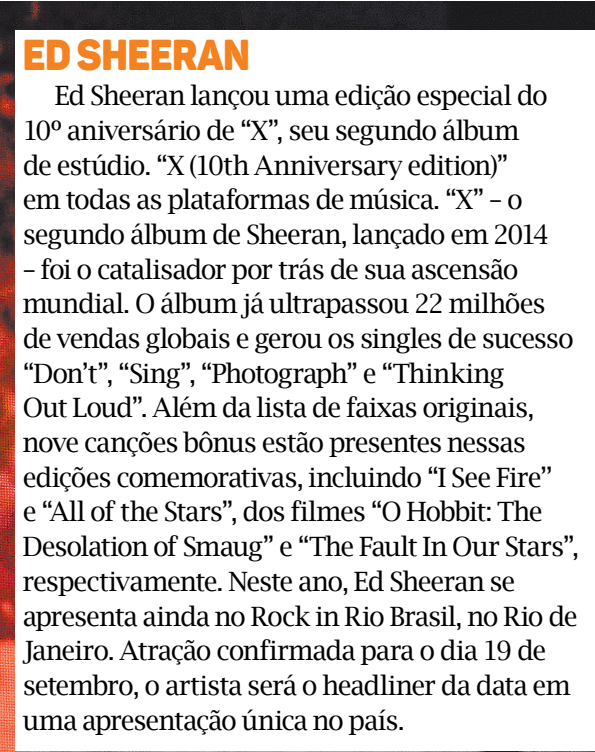 ED SHEERAN
Ed Sheeran lançou uma edição especial do
10º aniversário de “X”, seu segundo álbum
de estúdio. “X (10th Anniversary edition)”
em todas as plataformas de música. “X” – o
segundo álbum de Sheeran, lançado em 2014
– foi o catalisador por trás de sua ascensão
mundial. O álbum já ultrapassou 22 milhões
de vendas globais e gerou os singles de sucesso
“Don’t”, “Sing”, “Photograph” e “Thinking
Out Loud”. Além da lista de faixas originais,
nove canções bônus estão presentes nessas
edições comemorativas, incluindo “I See Fire”
e “All of the Stars”, dos filmes “O Hobbit: The
Desolation of Smaug” e “The Fault In Our Stars”,
respectivamente. Neste ano, Ed Sheeran se
apresenta ainda no Rock in Rio Brasil, no Rio de
Janeiro. Atração confirmada para o dia 19 de
setembro, o artista será o headliner da data em
uma apresentação única no país.